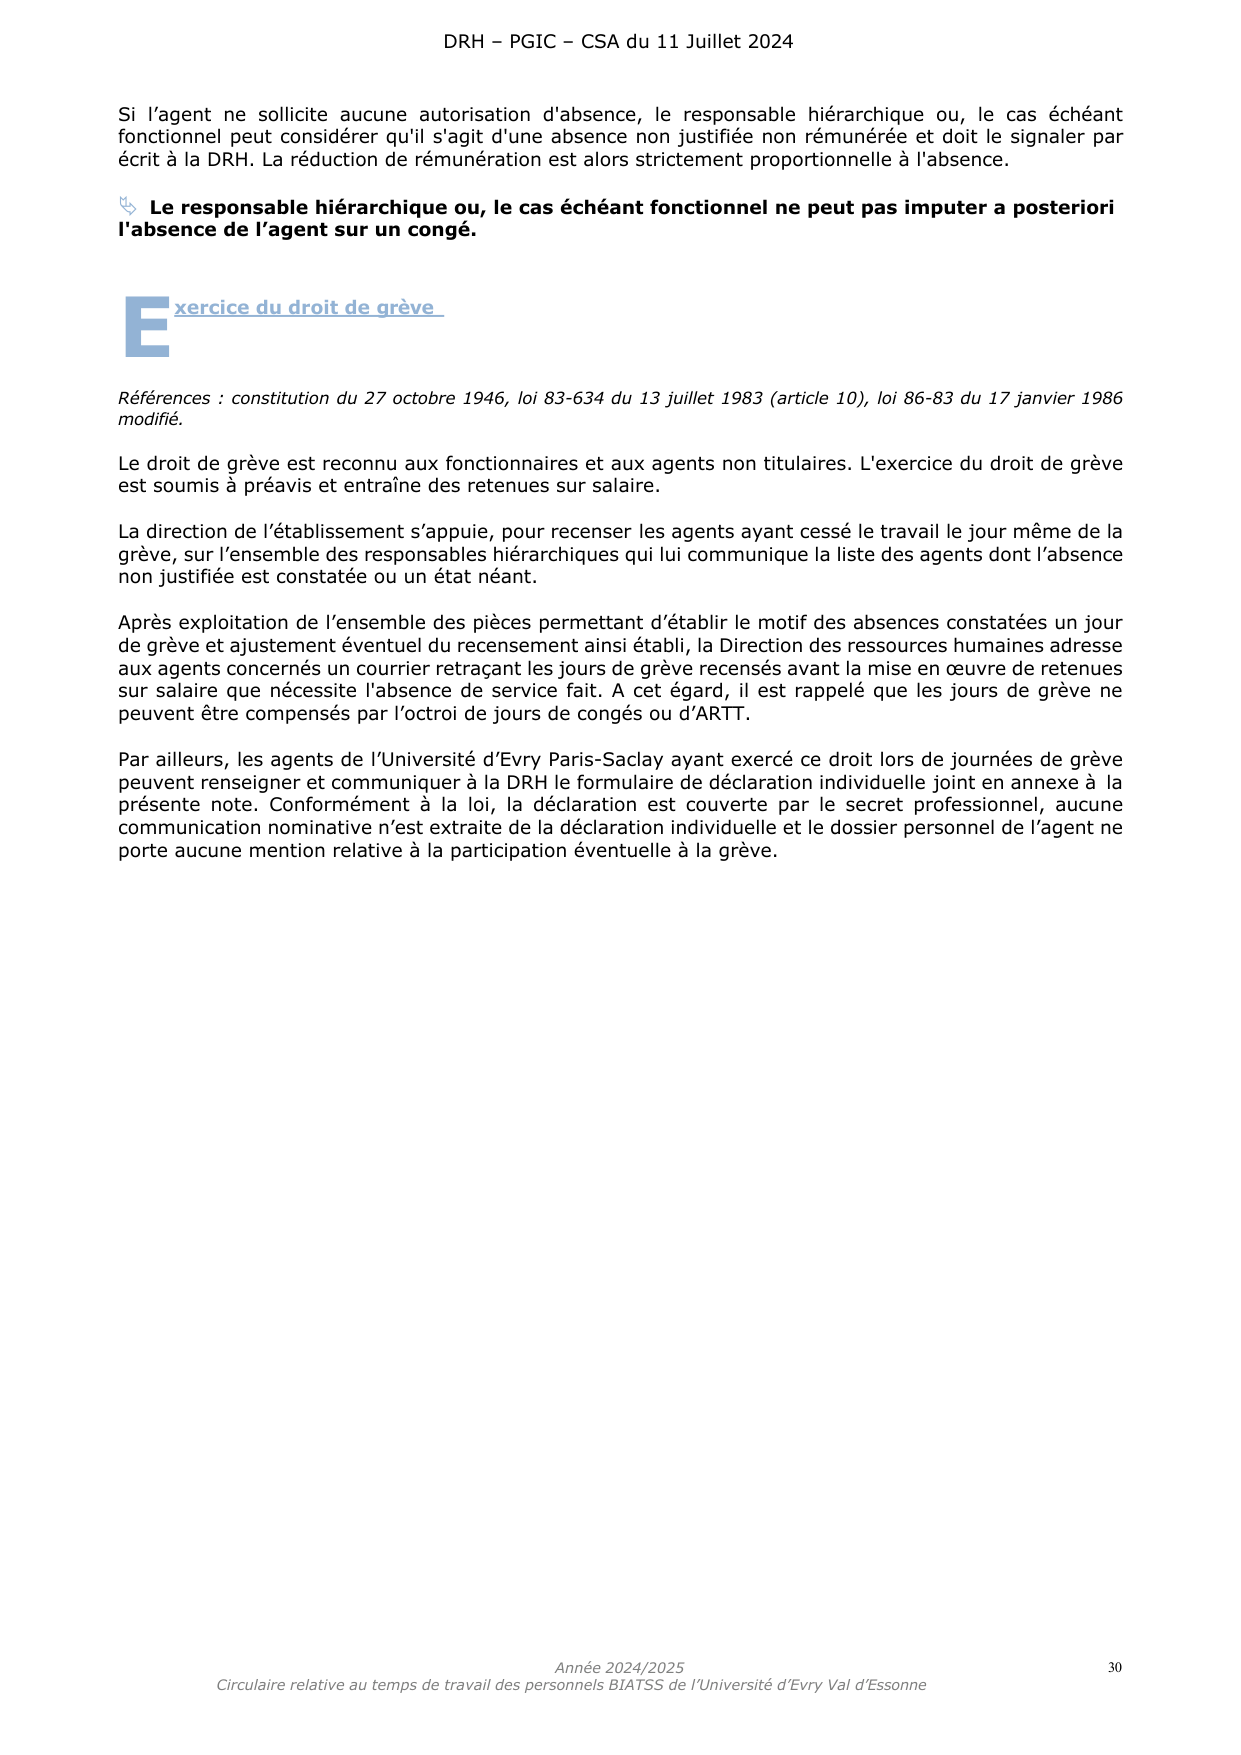 DRH – PGIC – CSA du 11 Juillet 2024
Si l’agent ne sollicite aucune autorisation d'absence, le responsable hiérarchique ou, le cas échéant
fonctionnel peut considérer qu'il s'agit d'une absence non justifiée non rémunérée et doit le signaler par
écrit à la DRH. La réduction de rémunération est alors strictement proportionnelle à l'absence.
Le responsable hiérarchique ou, le cas échéant fonctionnel ne peut pas imputer a posteriori
l'absence de l’agent sur un congé.
Exercice du droit de grève
Références : constitution du 27 octobre 1946, loi 83-634 du 13 juillet 1983 (article 10), loi 86-83 du 17 janvier 1986
modifié.
Le droit de grève est reconnu aux fonctionnaires et aux agents non titulaires. L'exercice du droit de grève
est soumis à préavis et entraîne des retenues sur salaire.
La direction de l’établissement s’appuie, pour recenser les agents ayant cessé le travail le jour même de la
grève, sur l’ensemble des responsables hiérarchiques qui lui communique la liste des agents dont l’absence
non justifiée est constatée ou un état néant.
Après exploitation de l’ensemble des pièces permettant d’établir le motif des absences constatées un jour
de grève et ajustement éventuel du recensement ainsi établi, la Direction des ressources humaines adresse
aux agents concernés un courrier retraçant les jours de grève recensés avant la mise en œuvre de retenues
sur salaire que nécessite l'absence de service fait. A cet égard, il est rappelé que les jours de grève ne
peuvent être compensés par l’octroi de jours de congés ou d’ARTT.
Par ailleurs, les agents de l’Université d’Evry Paris-Saclay ayant exercé ce droit lors de journées de grève
peuvent renseigner et communiquer à la DRH le formulaire de déclaration individuelle joint en annexe à la
présente note. Conformément à la loi, la déclaration est couverte par le secret professionnel, aucune
communication nominative n’est extraite de la déclaration individuelle et le dossier personnel de l’agent ne
porte aucune mention relative à la participation éventuelle à la grève.
Année 2024/2025
30
Circulaire relative au temps de travail des personnels BIATSS de l’Université d’Evry Val d’Essonne